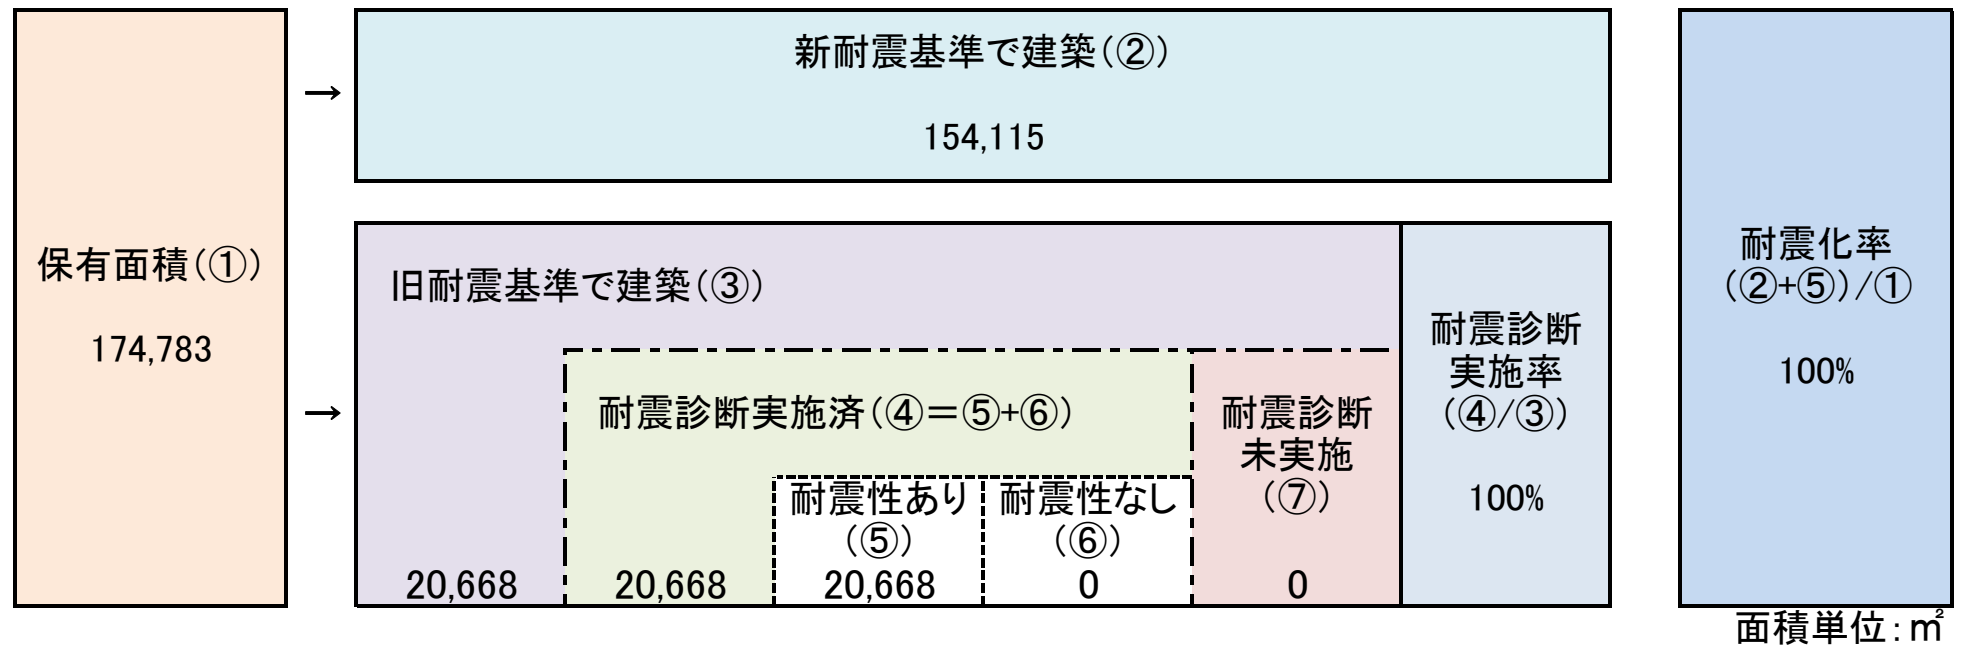 保有面積(①)
174,783
→
新耐震基準で建築(②)
154,115
→
旧耐震基準で建築(③)
20,668
耐震診断実施済(④=⑤+⑥)
20,668
耐震性あり
(⑤)
20,668
耐震性なし
(⑥)
0
耐震診断
未実施
(⑦)
0
耐震診断
実施率
(④/③)
100%
耐震化率
(②+⑤)/①
100%
面積単位:㎡